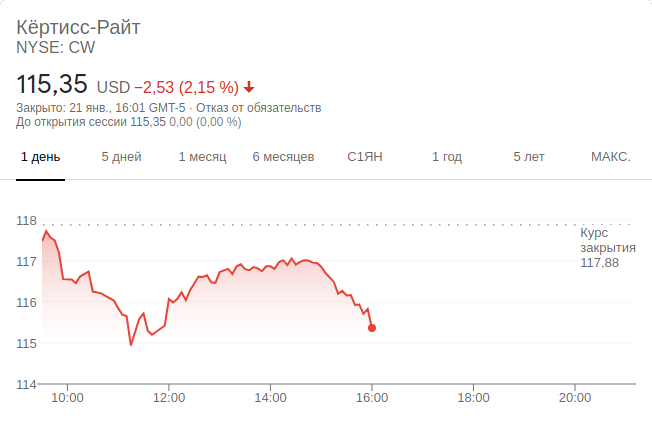 Кёртисс-Райт
NYSE: CW
115,35 USD −2,53 (2,15 %)
Закрыто: 21 янв., 16:01 GMT-5 · Отказ от обязательств
До открытия сессии 115,35 0,00 (0,00 %)
1 день 5 дней 1 месяц 6 месяцев С1ЯН 1 год 5 лет МАКС.
118
Курс
закрытия
117,88
117
116
115
114
10:00 12:00 14:00 16:00 18:00 20:00